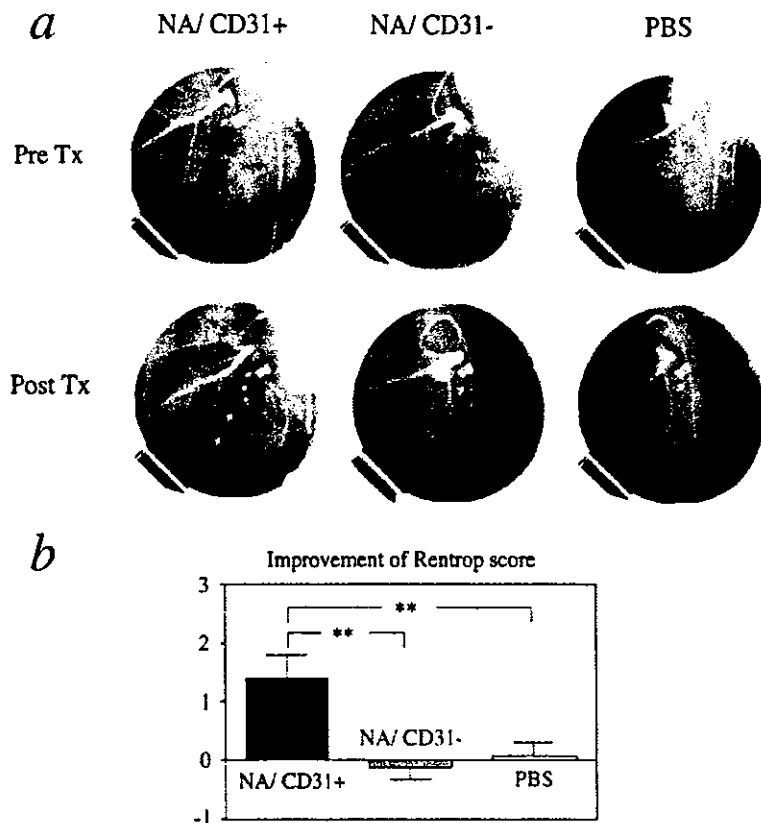 a
NA/ CD31+ NA/ CD31- PBS
Pre Tx
Post Tx
b
Improvement of Rentrop score
3
2
1
0
-1
**
**
NA/ CD31+
NA/ CD31-
PBS